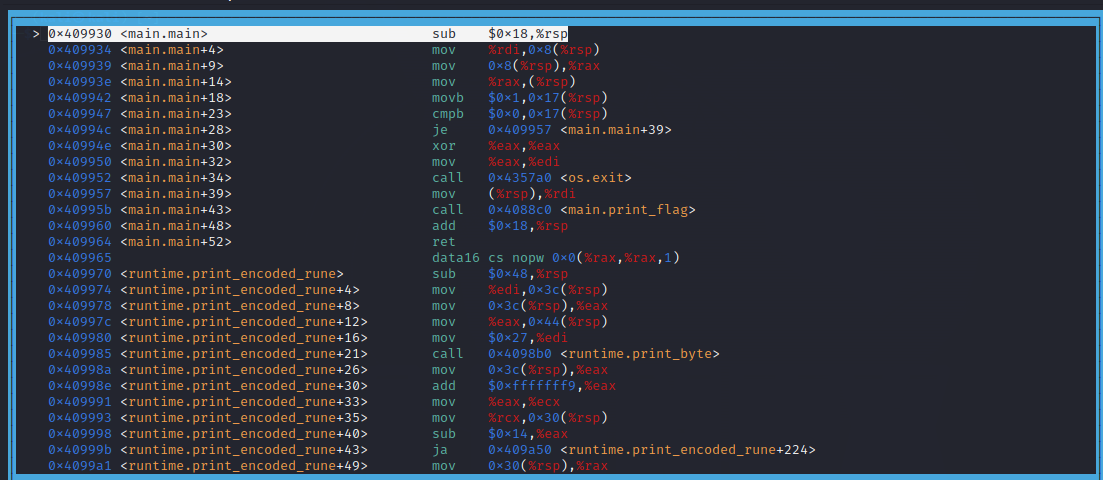 > 0x409930 <main.main> sub $0x18,%rsp
0x409934 <main.main+4> mov %rdi,0x8(%rsp)
0x409939 <main.main+9> mov 0x8(%rsp),%rax
0x40993e <main.main+14> mov %rax,(%rsp)
0x409942 <main.main+18> movb $0x1,0x17(%rsp)
0x409947 <main.main+23> cmpb $0x0,0x17(%rsp)
0x40994c <main.main+28> je 0x409957 <main.main+39>
0x40994e <main.main+30> xor %eax,%eax
0x409950 <main.main+32> mov %eax,%edi
0x409952 <main.main+34> call 0x4357a0 <os.exit>
0x409957 <main.main+39> mov (%rsp),%rdi
0x40995b <main.main+43> call 0x4088c0 <main.print_flag>
0x409960 <main.main+48> add $0x18,%rsp
0x409964 <main.main+52> ret
0x409965 data16 cs nopw 0x0(%rax,%rax,1)
0x409970 <runtime.print_encoded_rune> sub $0x48,%rsp
0x409974 <runtime.print_encoded_rune+4> mov %edi,0x3c(%rsp)
0x409978 <runtime.print_encoded_rune+8> mov 0x3c(%rsp),%eax
0x40997c <runtime.print_encoded_rune+12> mov %eax,0x44(%rsp)
0x409980 <runtime.print_encoded_rune+16> mov $0x27,%edi
0x409985 <runtime.print_encoded_rune+21> call 0x4098b0 <runtime.print_byte>
0x40998a <runtime.print_encoded_rune+26> mov 0x3c(%rsp),%eax
0x40998e <runtime.print_encoded_rune+30> add $0xfffffff9,%eax
0x409991 <runtime.print_encoded_rune+33> mov %eax,%ecx
0x409993 <runtime.print_encoded_rune+35> mov %rcx,0x30(%rsp)
0x409998 <runtime.print_encoded_rune+40> sub $0x14,%eax
0x40999b <runtime.print_encoded_rune+43> ja 0x409a50 <runtime.print_encoded_rune+224>
0x4099a1 <runtime.print_encoded_rune+49> mov 0x30(%rsp),%rax